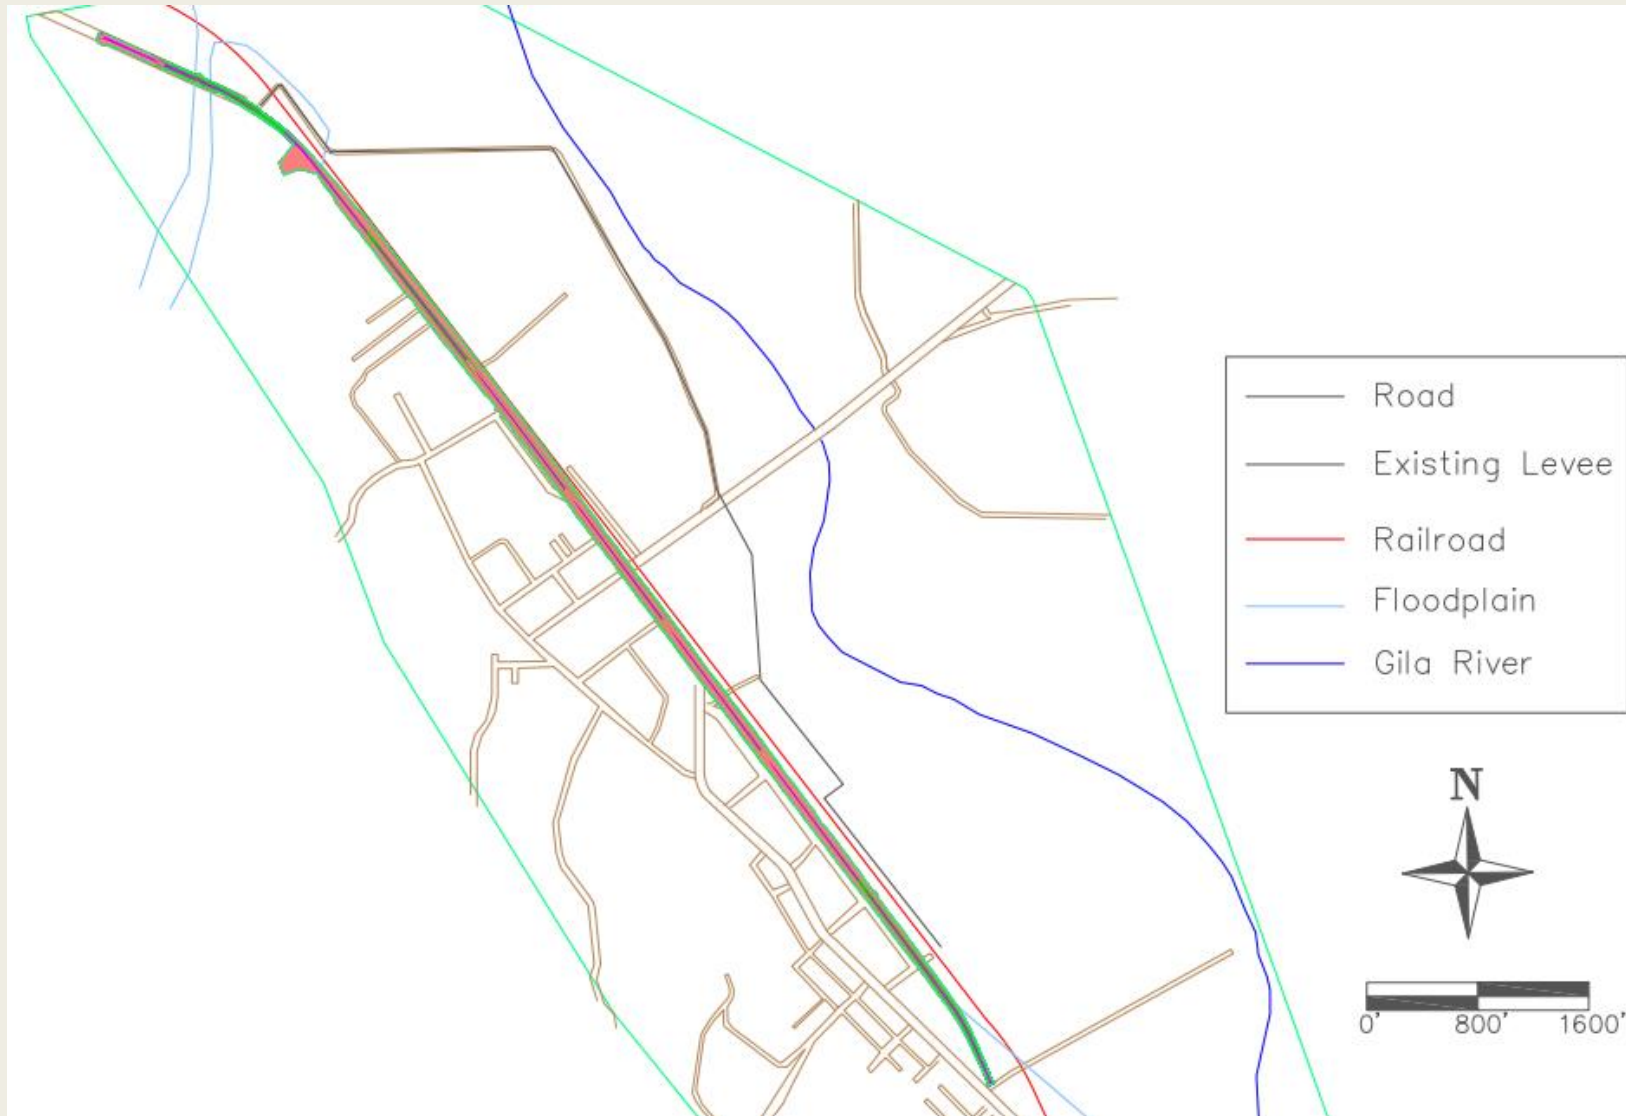 Road
Existing Levee
Railroad
Floodplain
Gila River
N
0' 800' 1600'